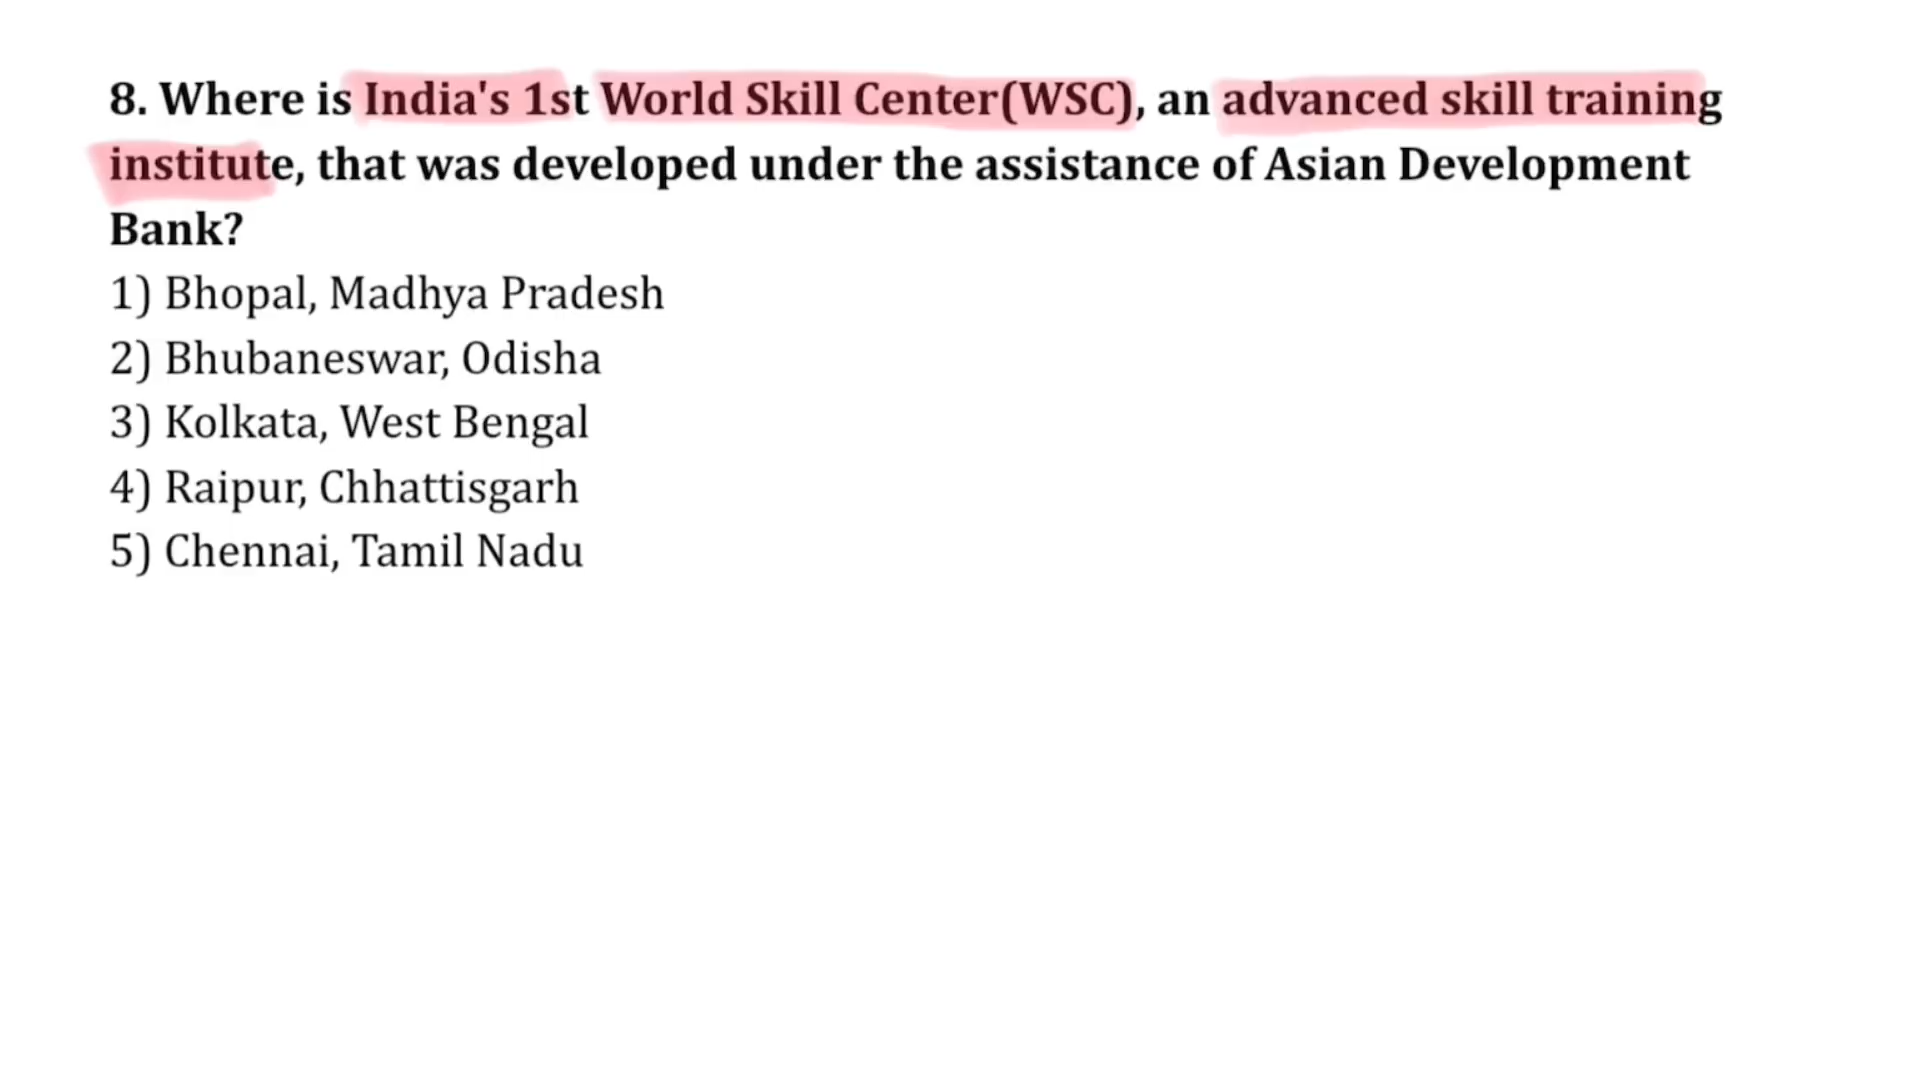 8. Where is India's 1st World Skill Center(WSC), an advanced skill training
institute, that was developed under the assistance of Asian Development
Bank?
1) Bhopal, Madhya Pradesh
2) Bhubaneswar, Odisha
3) Kolkata, West Bengal
4) Raipur, Chhattisgarh
5) Chennai, Tamil Nadu